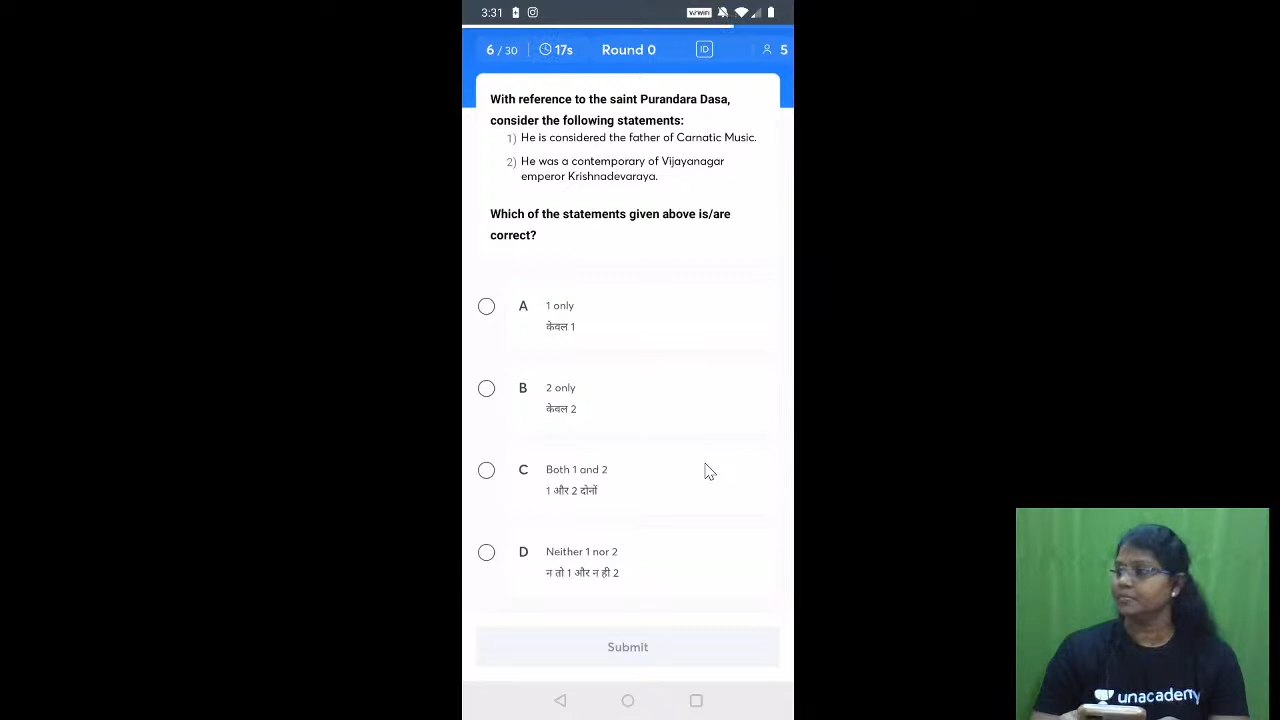 3:31
VoWiFi
6 / 30
17s
Round 0
ID
5
With reference to the saint Purandara Dasa,
consider the following statements:
1) He is considered the father of Carnatic Music.
2) He was a contemporary of Vijayanagar
emperor Krishnadevaraya.
Which of the statements given above is/are
correct?
A 1 only
केवल 1
B 2 only
केवल 2
C Both 1 and 2
1 और 2 दोनों
D Neither 1 nor 2
न तो 1 और न ही 2
Submit
unacademy